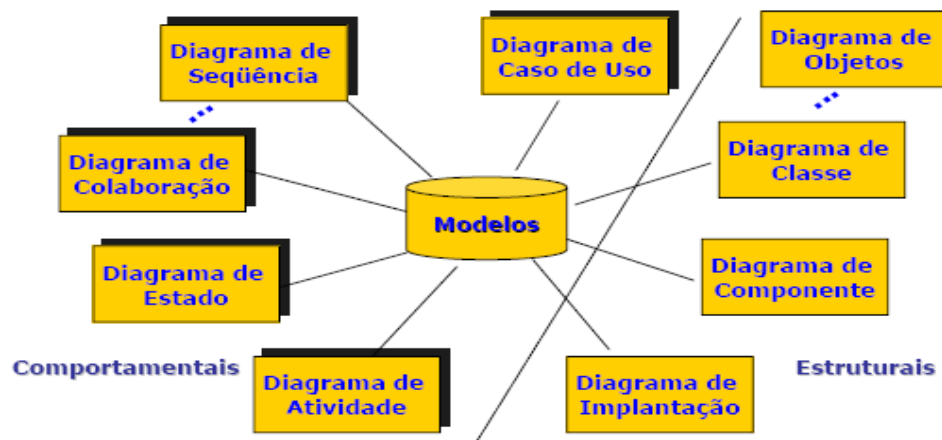 Diagrama de
Seqüência
Diagrama de
Caso de Uso
Diagrama de
Objetos
Diagrama de
Colaboração
Diagrama de
Classe
Modelos
Diagrama de
Estado
Diagrama de
Componente
Comportamentais
Diagrama de
Atividade
Diagrama de
Implantação
Estruturais